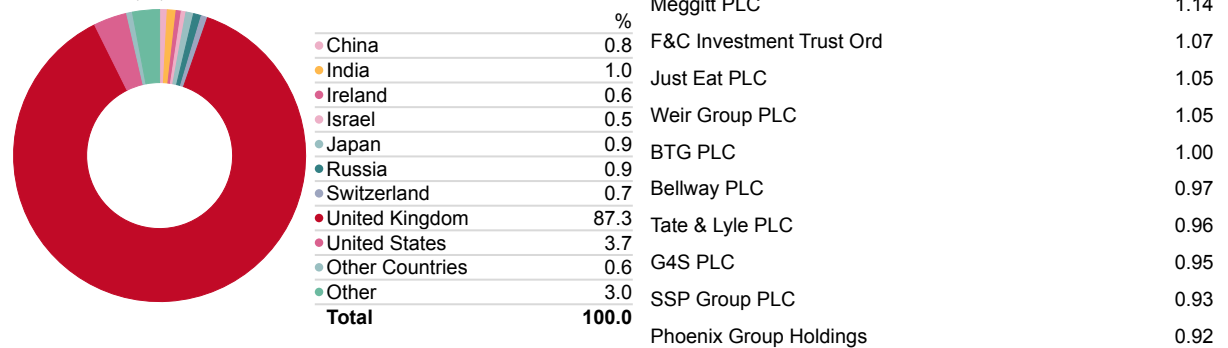 %
China 0.8
India 1.0
Ireland 0.6
Israel 0.5
Japan 0.9
Russia 0.9
Switzerland 0.7
United Kingdom 87.3
United States 3.7
Other Countries 0.6
Other 3.0
Total 100.0
Meggitt PLC 1.14
F&C Investment Trust Ord 1.07
Just Eat PLC 1.05
Weir Group PLC 1.05
BTG PLC 1.00
Bellway PLC 0.97
Tate & Lyle PLC 0.96
G4S PLC 0.95
SSP Group PLC 0.93
Phoenix Group Holdings 0.92